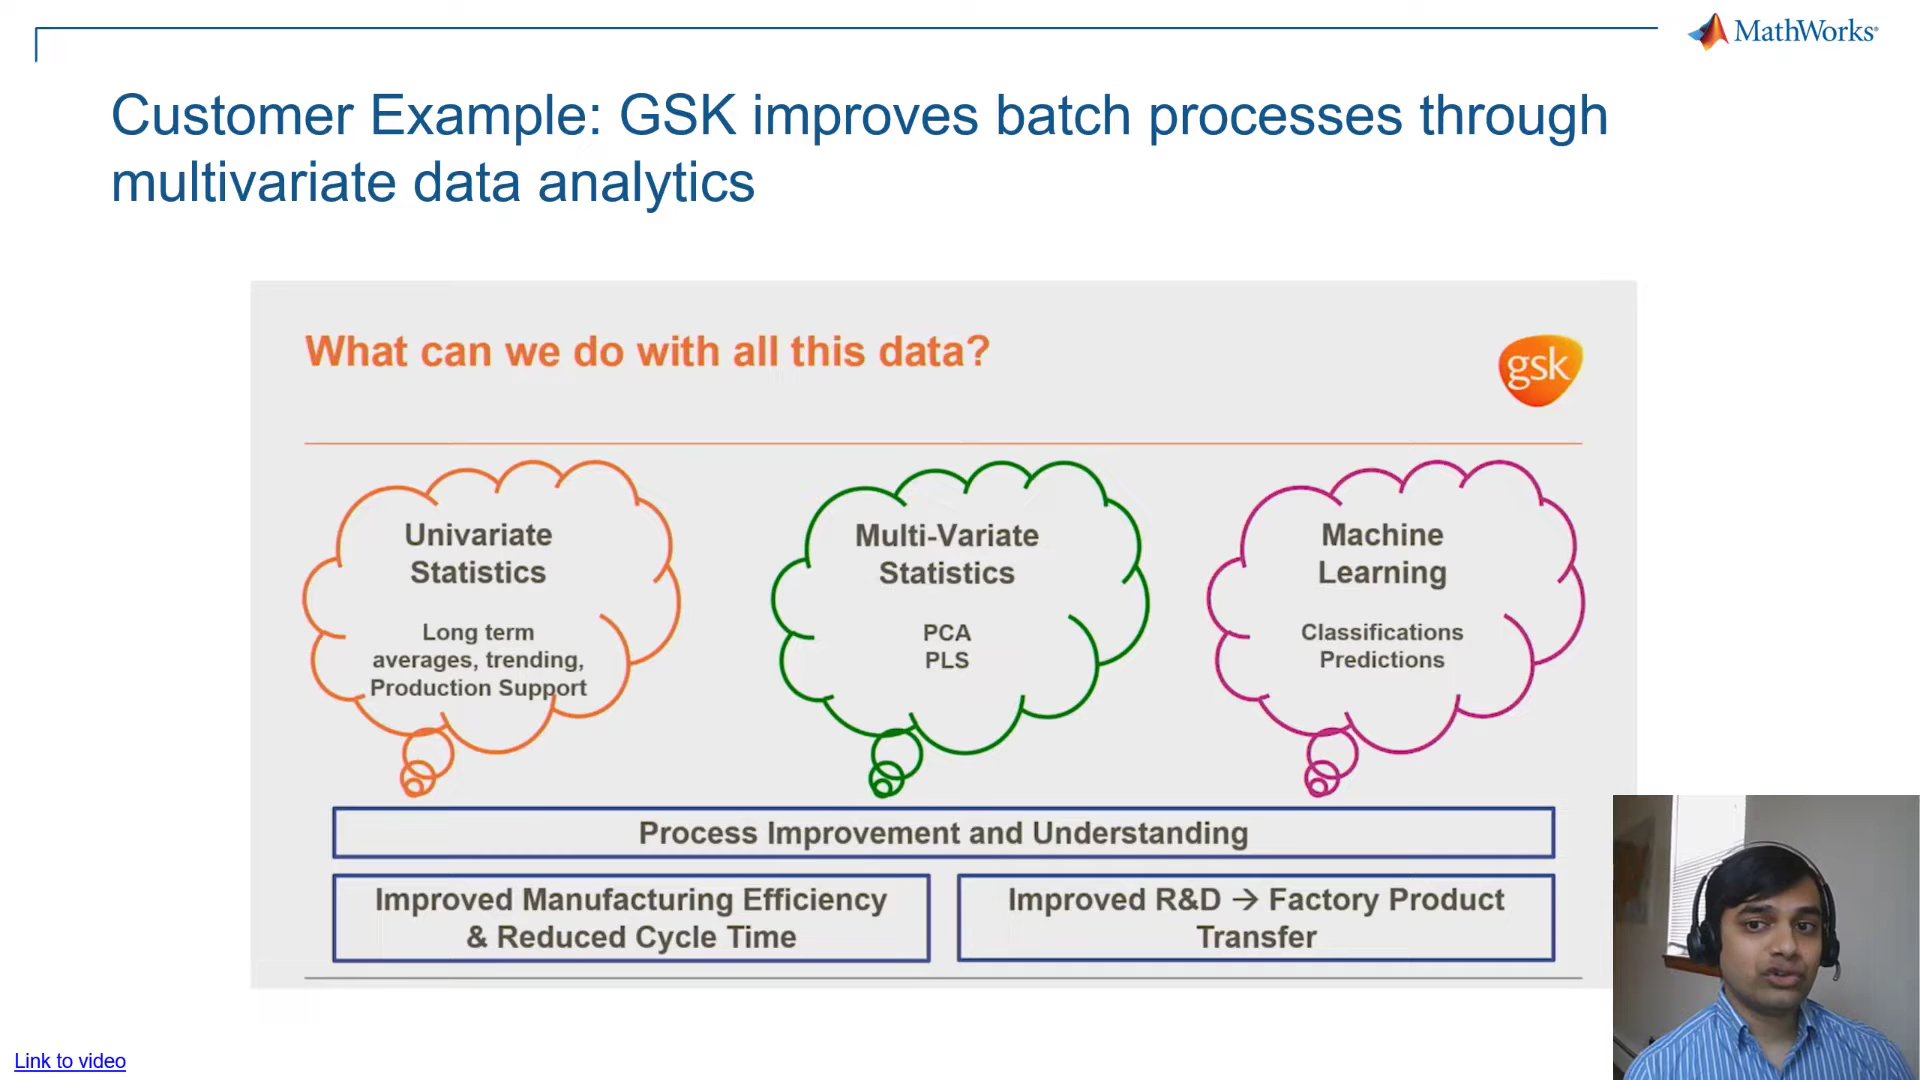 MathWorks®
Customer Example: GSK improves batch processes through
multivariate data analytics
What can we do with all this data?
gsk
Univariate
Statistics
Long term
averages, trending,
Production Support
Multi-Variate
Statistics
PCA
PLS
Machine
Learning
Classifications
Predictions
Process Improvement and Understanding
Improved Manufacturing Efficiency
& Reduced Cycle Time
Improved R&D → Factory Product
Transfer
Link to video